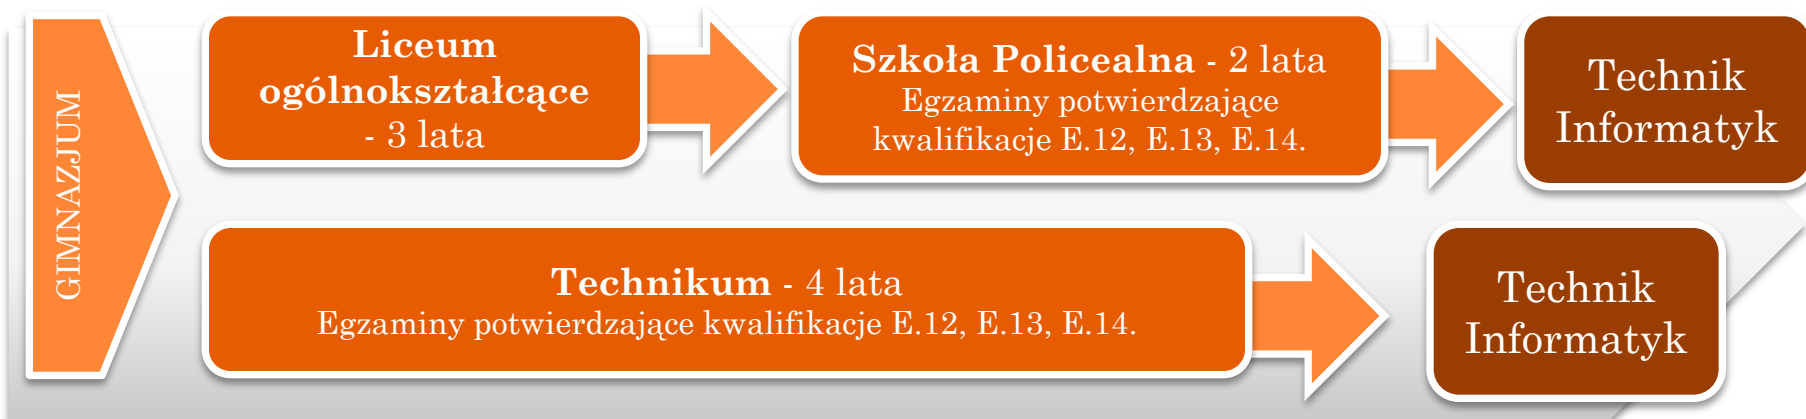 GIMNAZJUM
Liceum
ogólnokształcące
- 3 lata
Szkoła Policealna - 2 lata
Egzaminy potwierdzające
kwalifikacje E.12, E.13, E.14.
Technik
Informatyk
Technikum - 4 lata
Egzaminy potwierdzające kwalifikacje E.12, E.13, E.14.
Technik
Informatyk